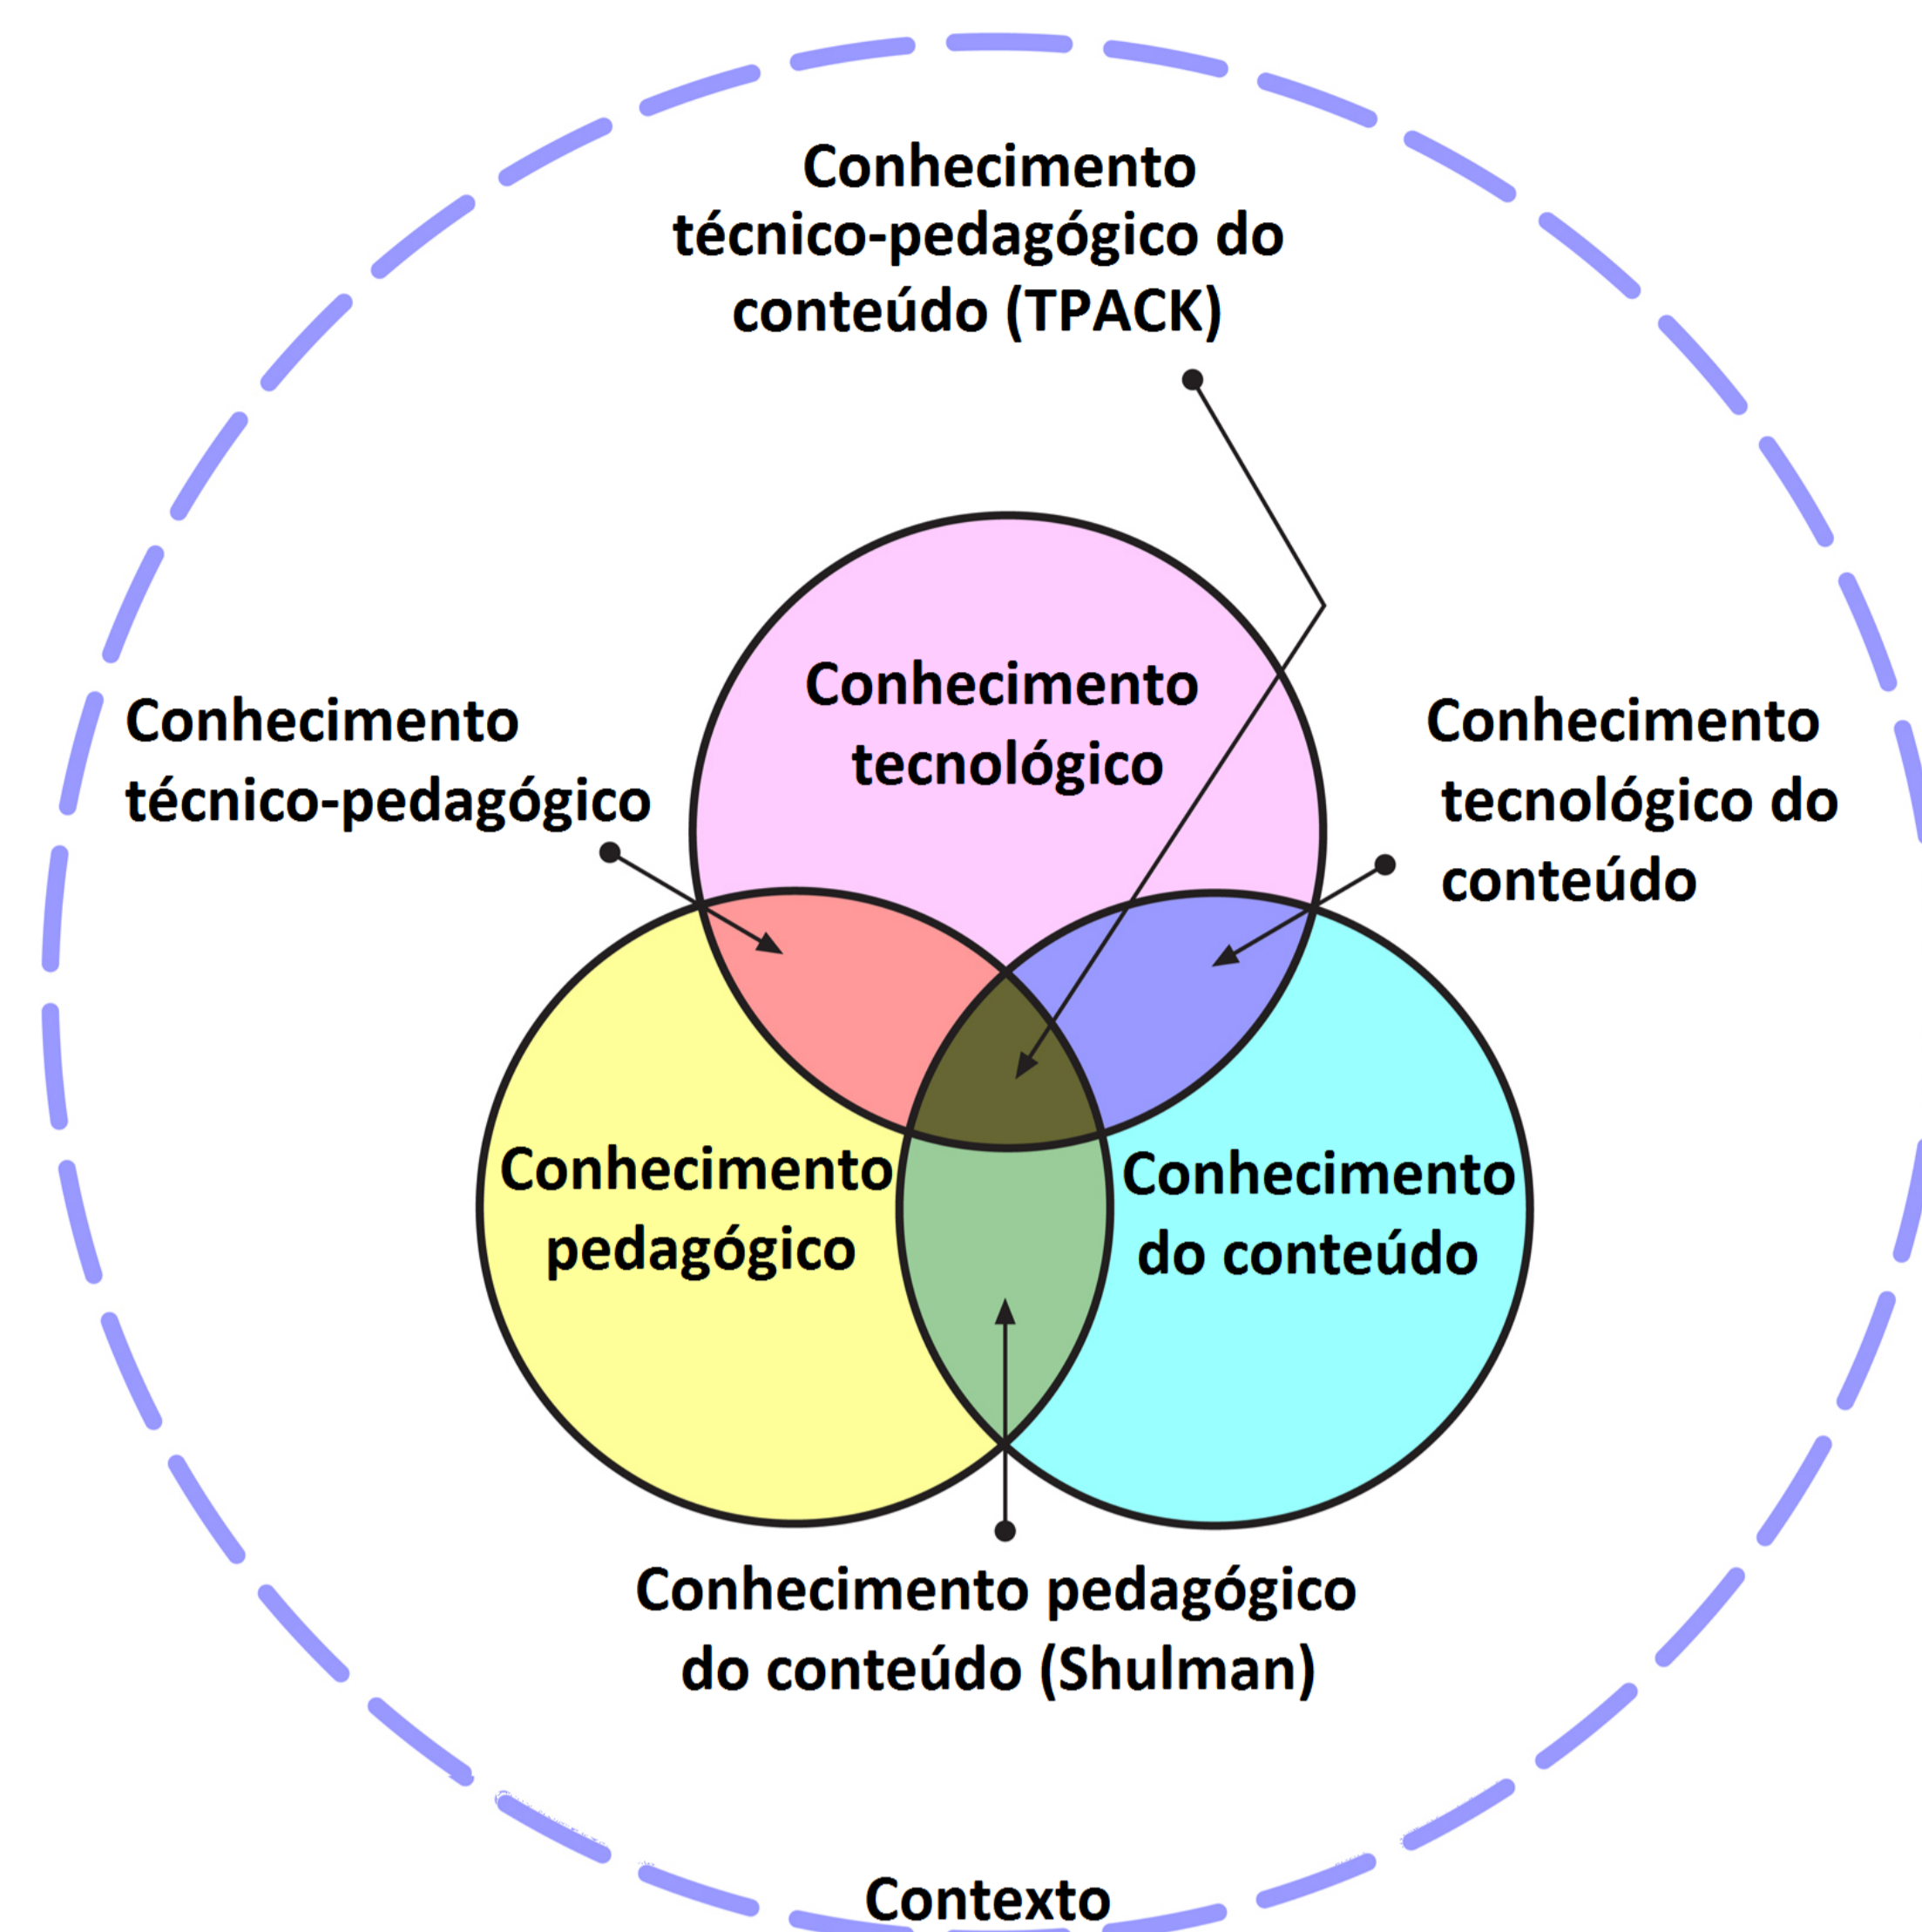 Conhecimento
técnico-pedagógico do
conteúdo (TPACK)
Conhecimento
tecnológico
Conhecimento
técnico-pedagógico
Conhecimento
tecnológico do
conteúdo
Conhecimento
pedagógico
Conhecimento
do conteúdo
Conhecimento pedagógico
do conteúdo (Shulman)
Contexto